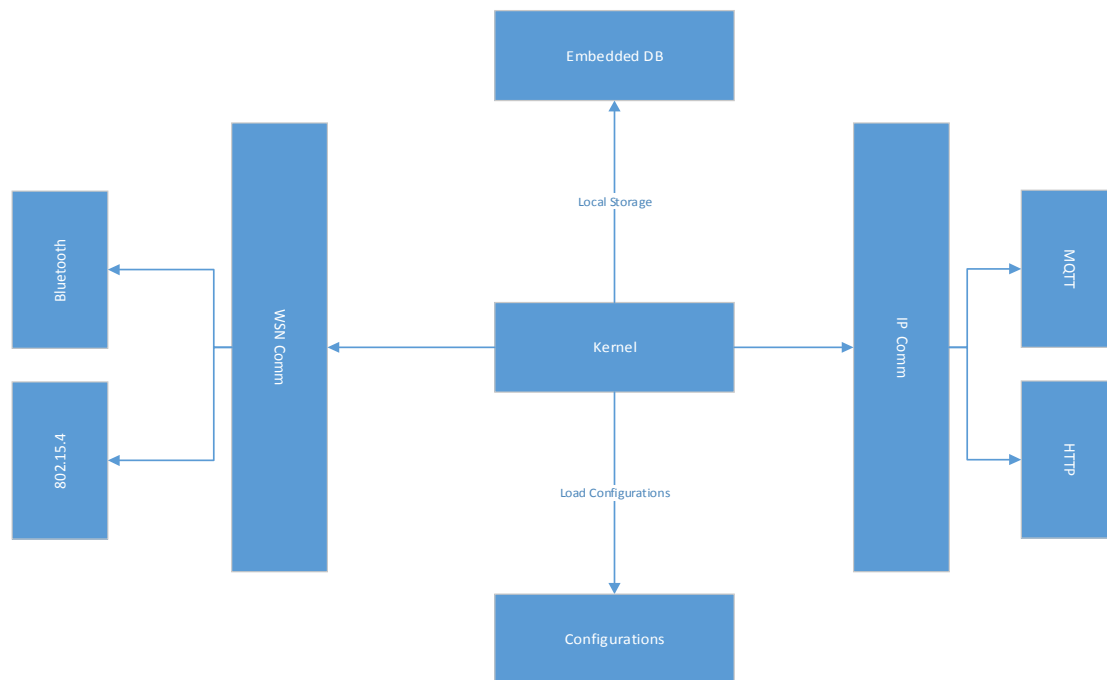 Embedded DB
Local Storage
Bluetooth
802.15.4
WSN Comm
Kernel
IP Comm
MQTT
HTTP
Load Configurations
Configurations